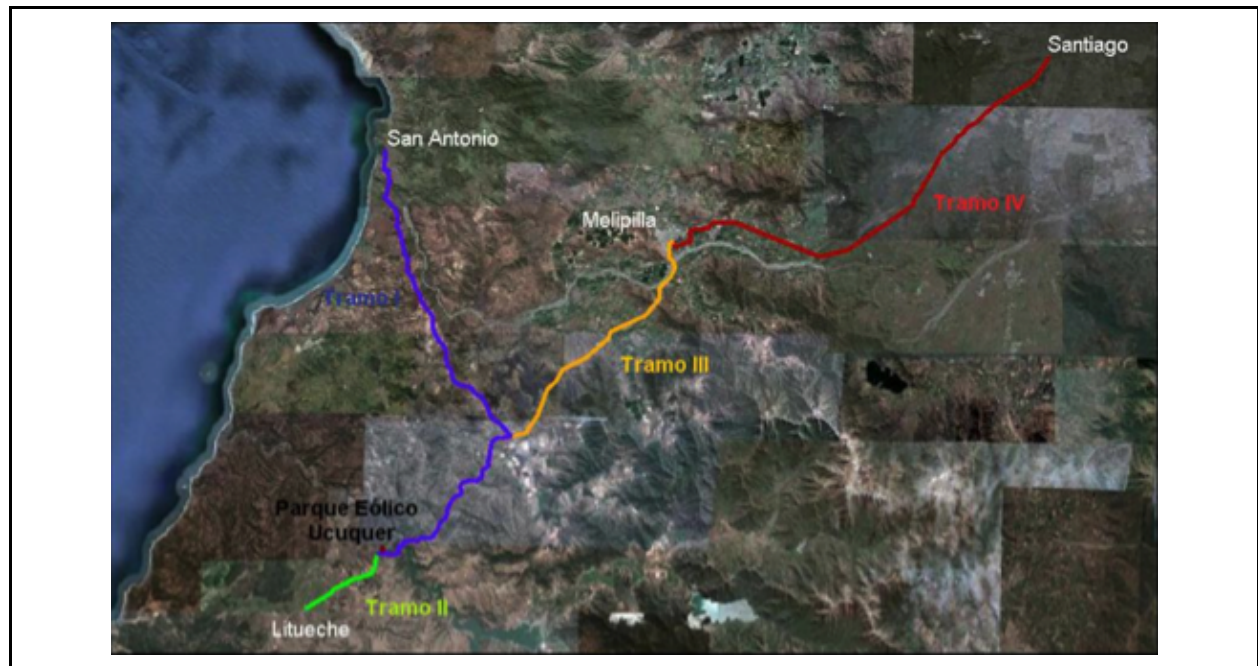 Santiago
San Antonio
Tramo IV
Melipilla
Tramo I
Tramo III
Parque Eólico
Ucuquer
Tramo II
Litueche